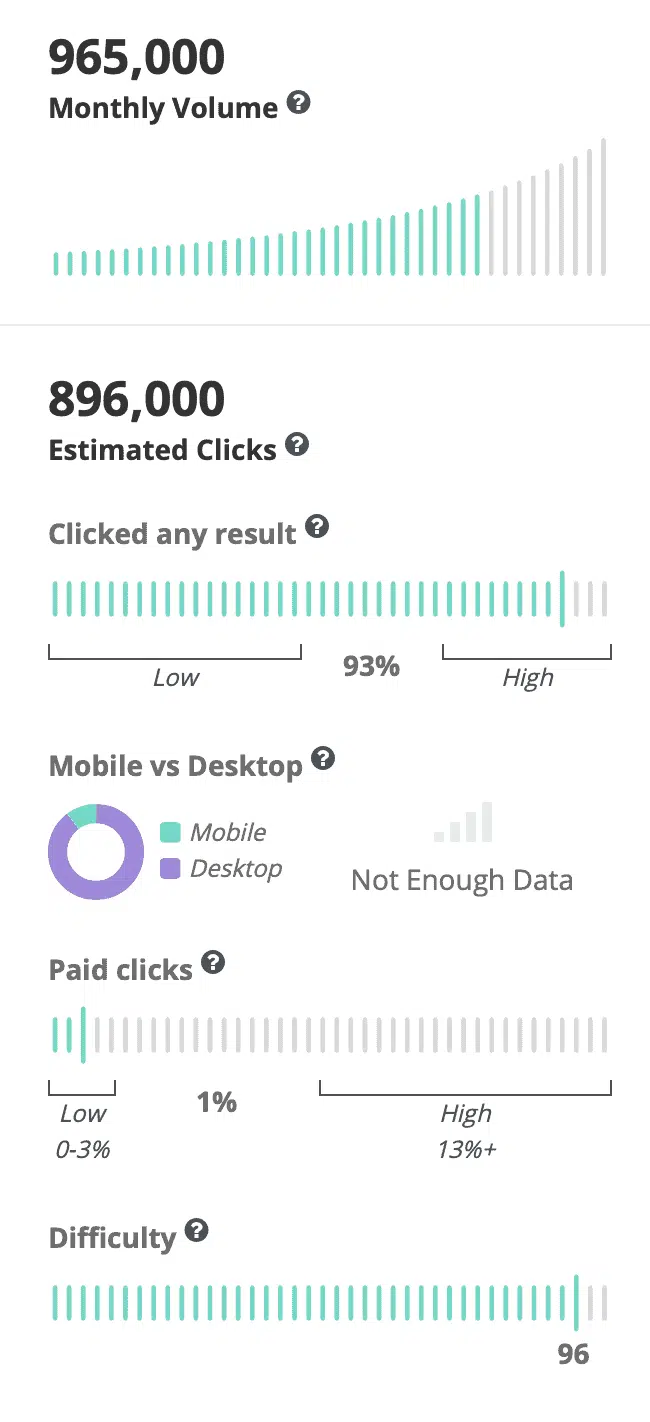 965,000
Monthly Volume ?
896,000
Estimated Clicks ?
Clicked any result ?
Low
93%
High
Mobile vs Desktop ?
Mobile
Desktop
Not Enough Data
Paid clicks ?
Low
0-3%
1%
High
13%+
Difficulty ?
96